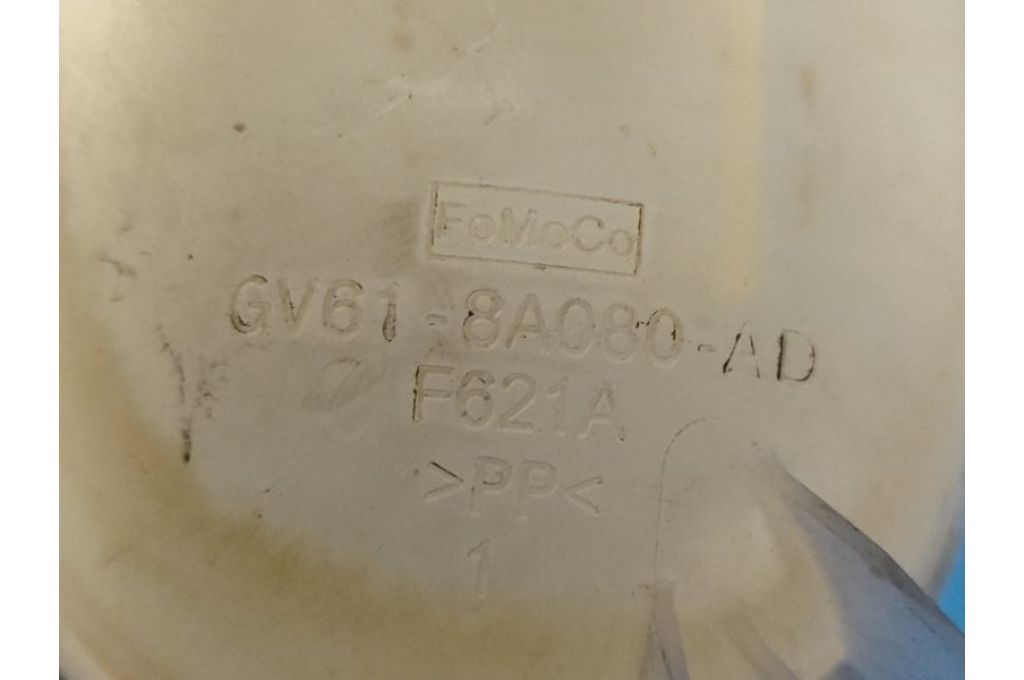 FoMoCo
GV61-8A080-AD
F621A
>PP<
1